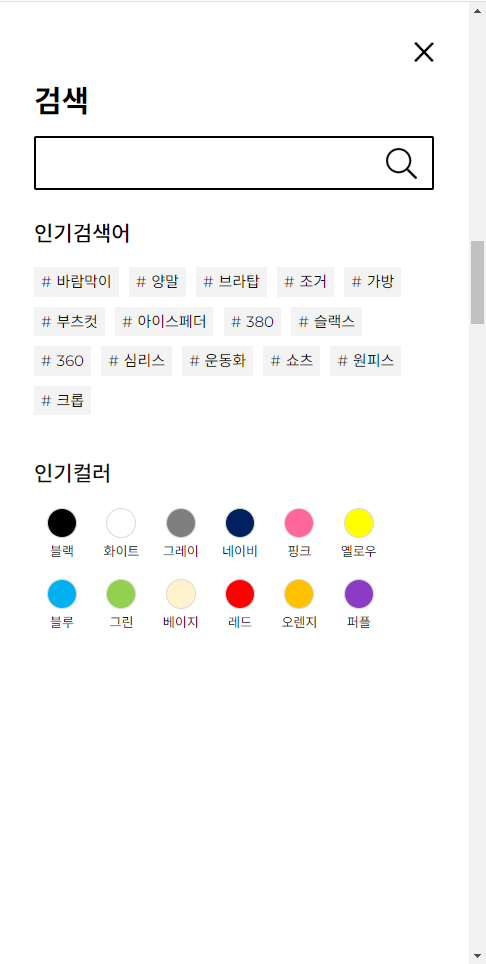 검색
인기검색어
# 바람막이 # 양말 # 브라탑 # 조거 # 가방
# 부츠컷 # 아이스페더 # 380 # 슬랙스
# 360 # 심리스 # 운동화 # 쇼츠 # 원피스
# 크롭
인기컬러
블랙 화이트 그레이 네이비 핑크 옐로우
블루 그린 베이지 레드 오렌지 퍼플